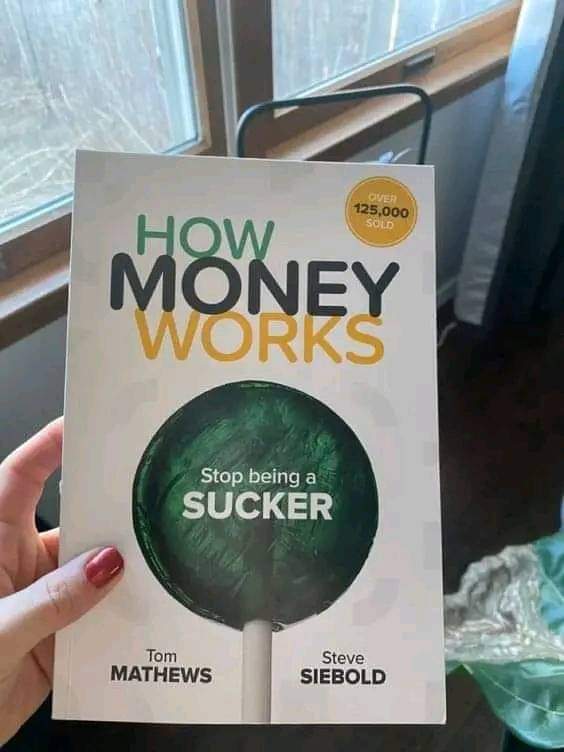 OVER
125,000
SOLD
HOW
MONEY
WORKS
Stop being a
SUCKER
Tom
MATHEWS
Steve
SIEBOLD